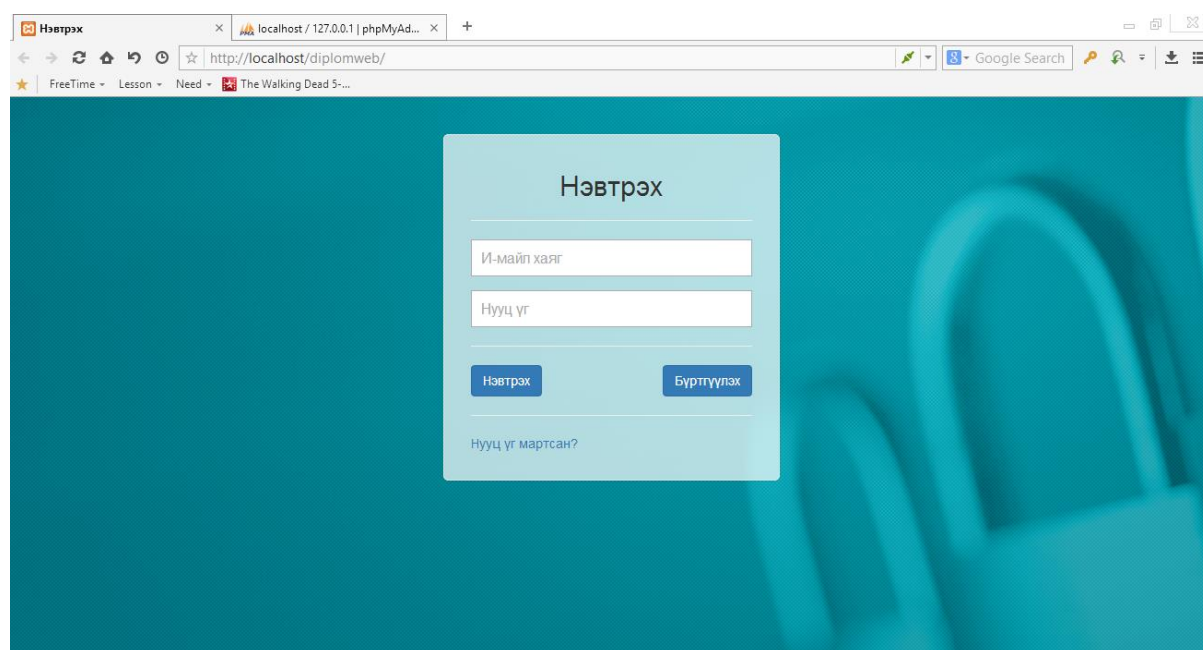 Нэвтрэх
localhost / 127.0.0.1 | phpMyAd...
http://localhost/diplomweb/
Google Search
FreeTime Lesson Need The Walking Dead 5-...
Нэвтрэх
И-майл хаяг
Нууц үг
Нэвтрэх Бүртгүүлэх
Нууц үг мартсан?